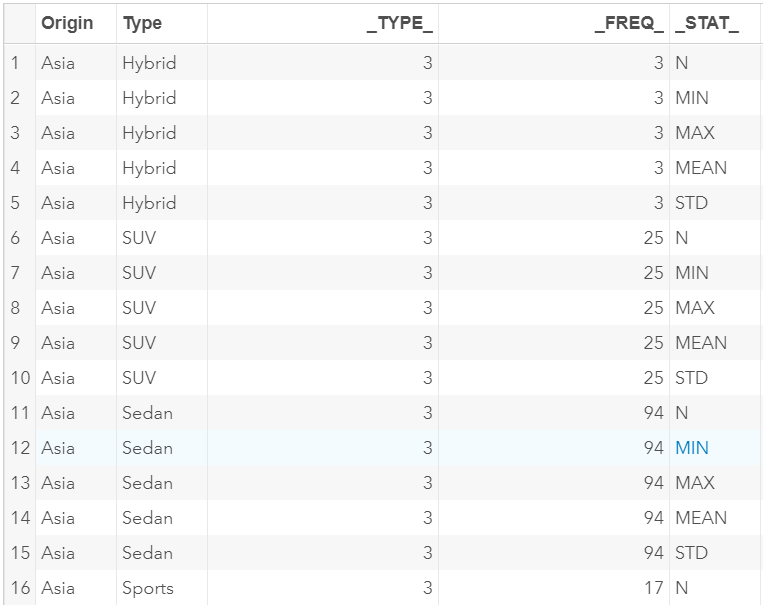 Origin Type _TYPE_ _FREQ_ _STAT_
1 Asia Hybrid 3 3 N
2 Asia Hybrid 3 3 MIN
3 Asia Hybrid 3 3 MAX
4 Asia Hybrid 3 3 MEAN
5 Asia Hybrid 3 3 STD
6 Asia SUV 3 25 N
7 Asia SUV 3 25 MIN
8 Asia SUV 3 25 MAX
9 Asia SUV 3 25 MEAN
10 Asia SUV 3 25 STD
11 Asia Sedan 3 94 N
12 Asia Sedan 3 94 MIN
13 Asia Sedan 3 94 MAX
14 Asia Sedan 3 94 MEAN
15 Asia Sedan 3 94 STD
16 Asia Sports 3 17 N